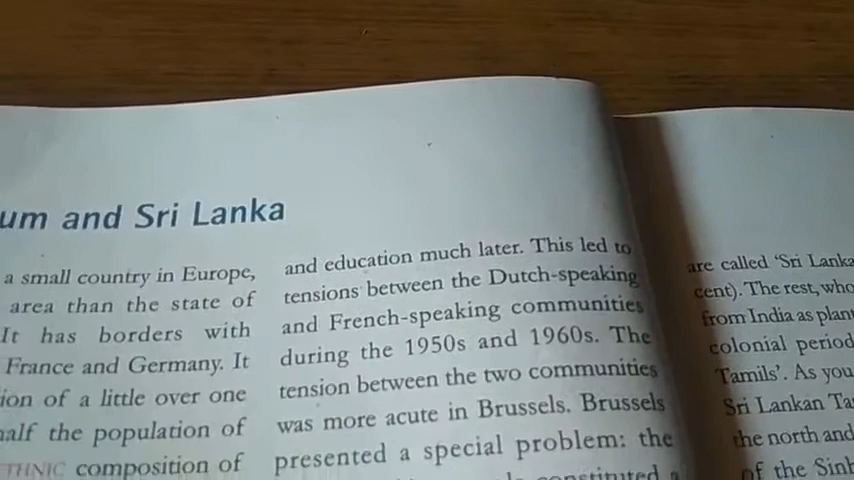 um and Sri Lanka
a small country in Europe,
area than the state of
It has borders with
France and Germany. It
ion of a little over one
alf the population of
THNIC composition of
and education much later. This led to
tensions between the Dutch-speaking
and French-speaking communities
during the 1950s and 1960s. The
tension between the two communities
was more acute in Brussels. Brussels
presented a special problem: the
constituted a
are called ‘Sri Lanka
cent). The rest, who
from India as plant
colonial period
Tamils’. As you
Sri Lankan Ta
the north and
of the Sinh